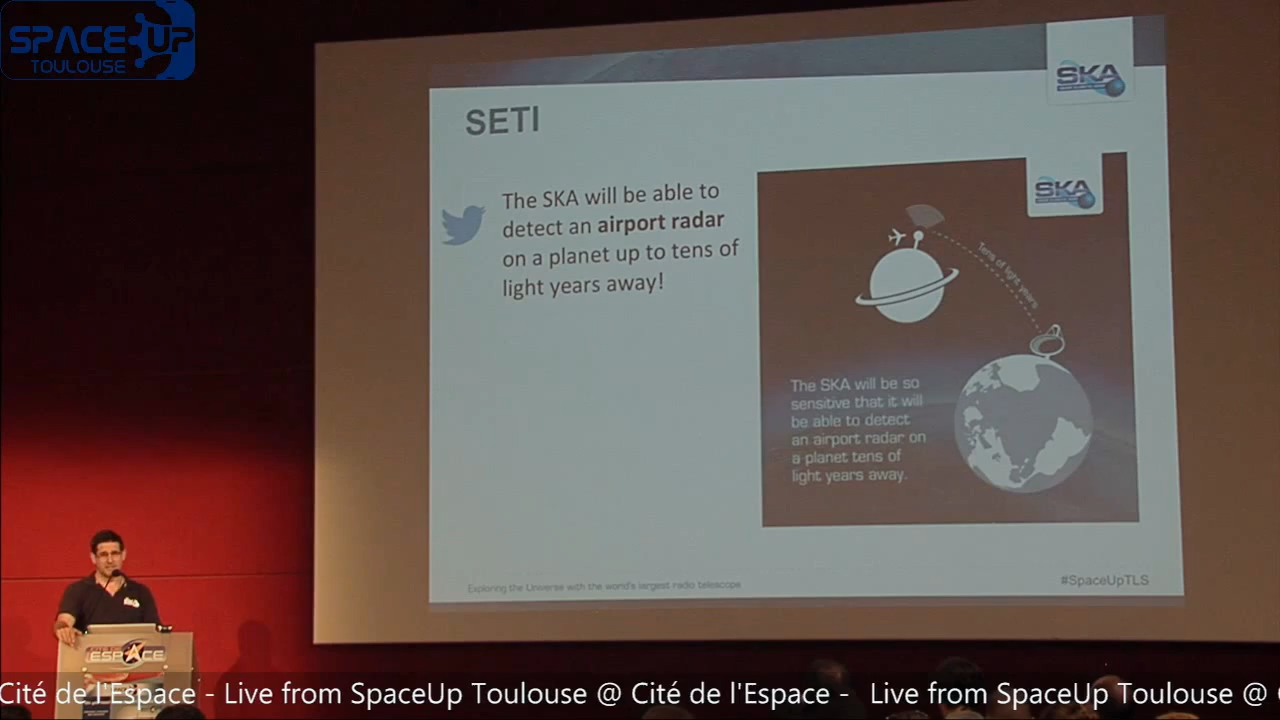 SPACE UP
TOULOUSE
SKA
SETI
The SKA will be able to
detect an airport radar
on a planet up to tens of
light years away!
SKA
Tens of light years
The SKA will be so
sensitive that it will
be able to detect
an airport radar on
a planet tens of
light years away.
Exploring the Universe with the world's largest radio telescope
#SpaceUpTLS
ESPACE
Cité de l'Espace - Live from SpaceUp Toulouse @ Cité de l'Espace - Live from SpaceUp Toulouse @